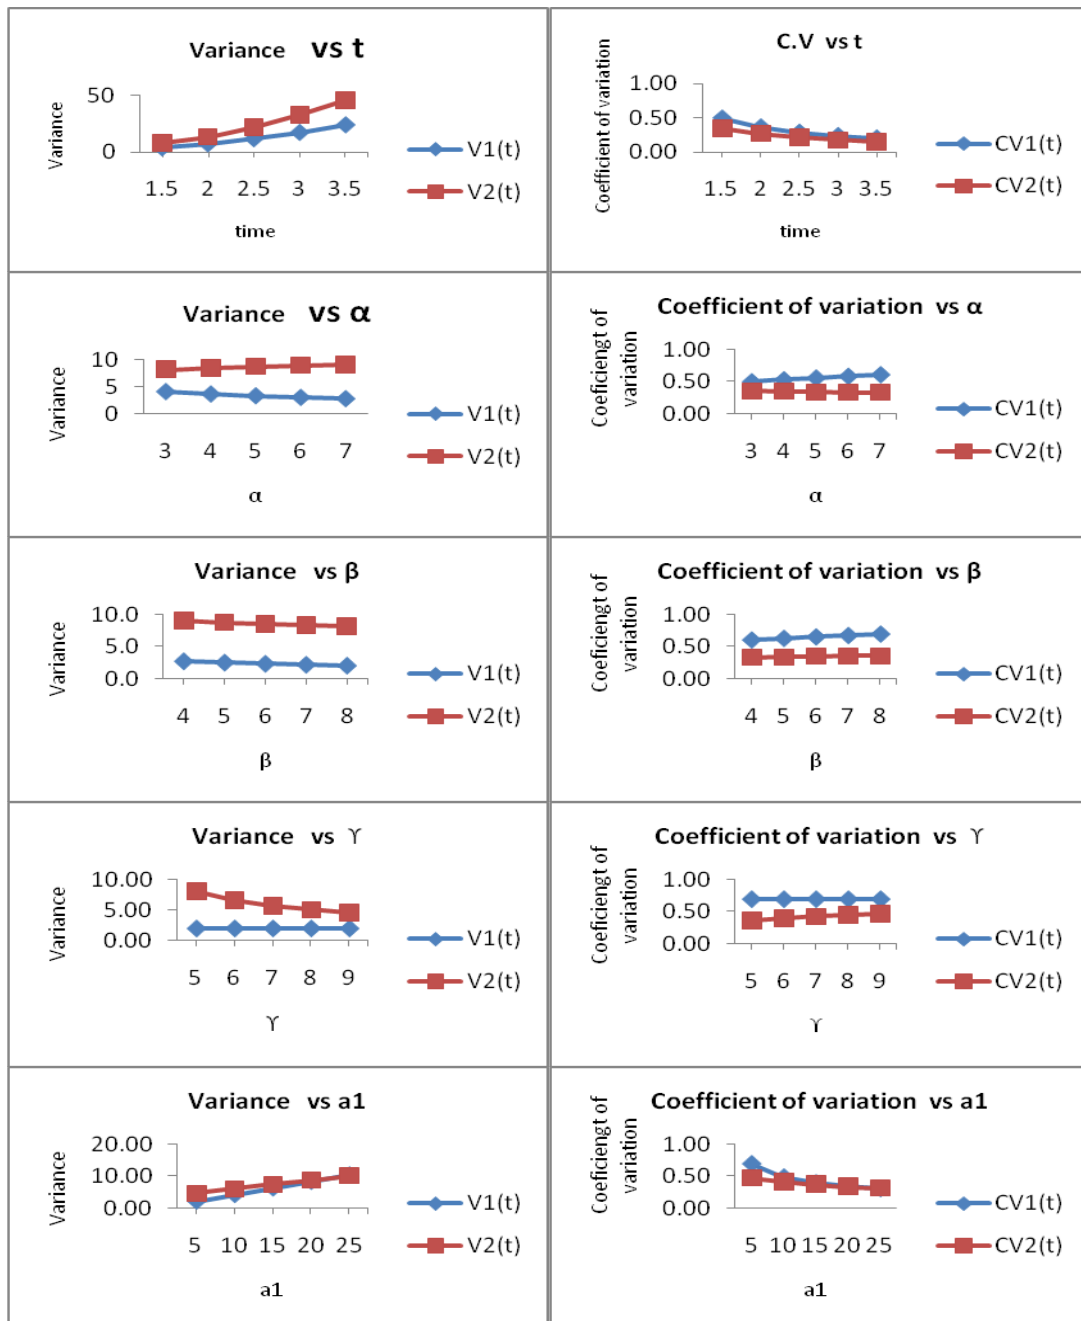 Variance vs t
Variance
50
0
1.5 2 2.5 3 3.5
time
V1(t)
V2(t)
C.V vs t
Coefficient of variation
1.00
0.50
0.00
1.5 2 2.5 3 3.5
time
CV1(t)
CV2(t)
Variance vs α
Variance
10
5
0
3 4 5 6 7
α
V1(t)
V2(t)
Coefficient of variation vs α
Coeficiengt of
variation
1.00
0.50
0.00
3 4 5 6 7
α
CV1(t)
CV2(t)
Variance vs β
Variance
10.0
5.0
0.0
4 5 6 7 8
β
V1(t)
V2(t)
Coefficient of variation vs β
Coeficiengt of
variation
1.00
0.50
0.00
4 5 6 7 8
β
CV1(t)
CV2(t)
Variance vs ϒ
Variance
10.00
5.00
0.00
5 6 7 8 9
ϒ
V1(t)
V2(t)
Coefficient of variation vs ϒ
Coeficiengt of
variation
1.00
0.50
0.00
5 6 7 8 9
ϒ
CV1(t)
CV2(t)
Variance vs a1
Variance
20.00
10.00
0.00
5 10 15 20 25
a1
V1(t)
V2(t)
Coefficient of variation vs a1
Coeficiengt of
variation
1.00
0.50
0.00
5 10 15 20 25
a1
CV1(t)
CV2(t)